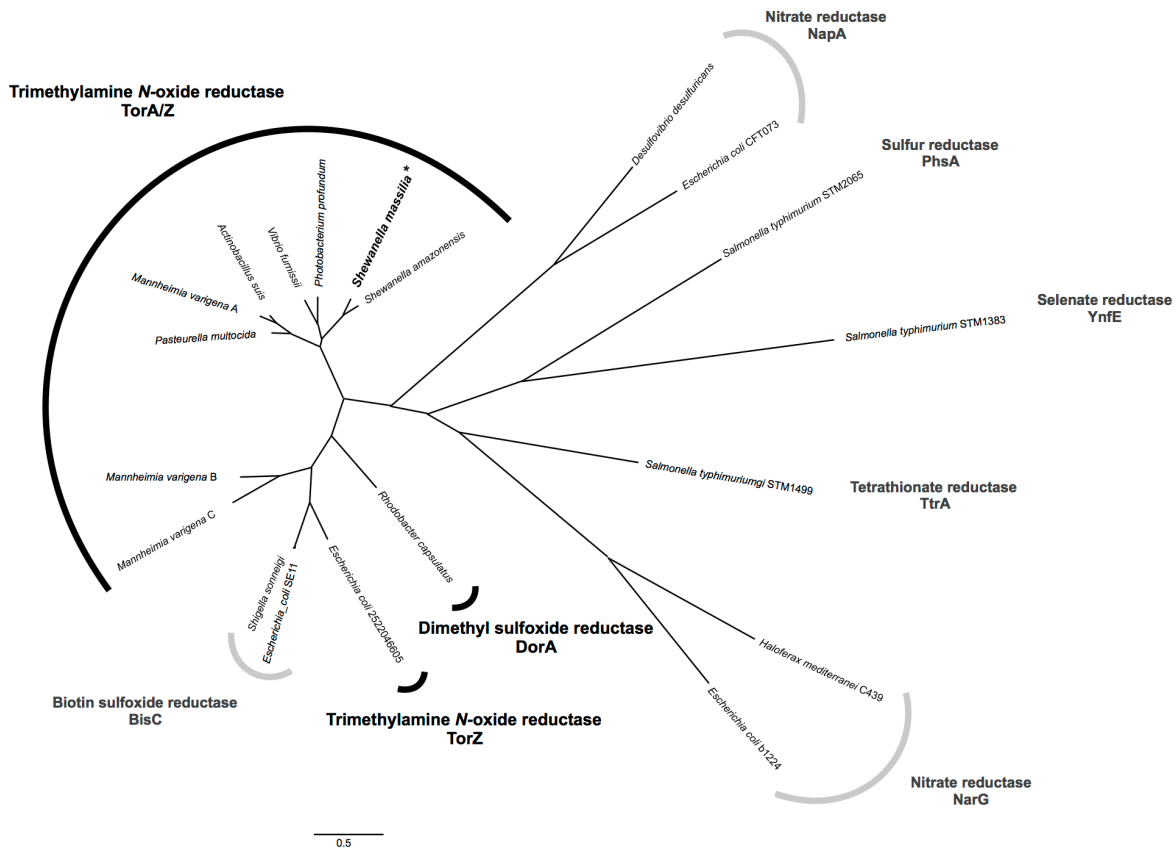 Nitrate reductase
NapA
Trimethylamine N-oxide reductase
TorA/Z
Desulfovibrio desulfuricans
Escherichia coli CFT073
Sulfur reductase
PhsA
Salmonella typhimurium STM2065
Photobacterium profundum
Shewanella massilia *
Vibrio furnissii
Actinobacillus suis
Shewanella amazonensis
Mannheimia varigena A
Pasteurella multocida
Selenate reductase
YnfE
Salmonella typhimurium STM1383
Mannheimia varigena B
Mannheimia varigena C
Salmonella typhimuriumgi STM1499
Tetrathionate reductase
TtrA
Rhodobacter capsulatus
Shigella sonneigi
Escherichia_coli SE11
Escherichia coli 2522046605
Dimethyl sulfoxide reductase
DorA
Haloferax mediterranei C439
Escherichia coli b1224
Biotin sulfoxide reductase
BisC
Trimethylamine N-oxide reductase
TorZ
Nitrate reductase
NarG
0.5